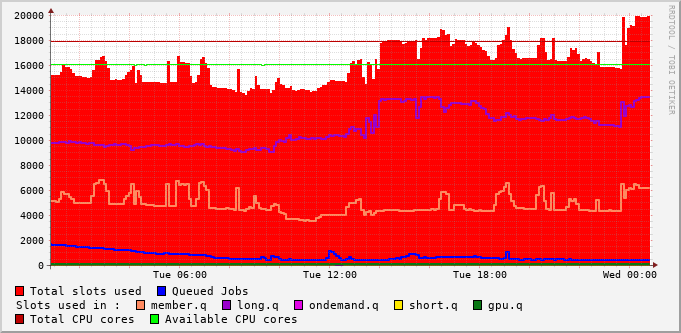 20000
18000
16000
14000
12000
10000
8000
6000
4000
2000
0
Tue 06:00 Tue 12:00 Tue 18:00 Wed 00:00
RRDTOOL / TOBI OETIKER
Total slots used Queued Jobs
Slots used in : member.q long.q ondemand.q short.q gpu.q
Total CPU cores Available CPU cores